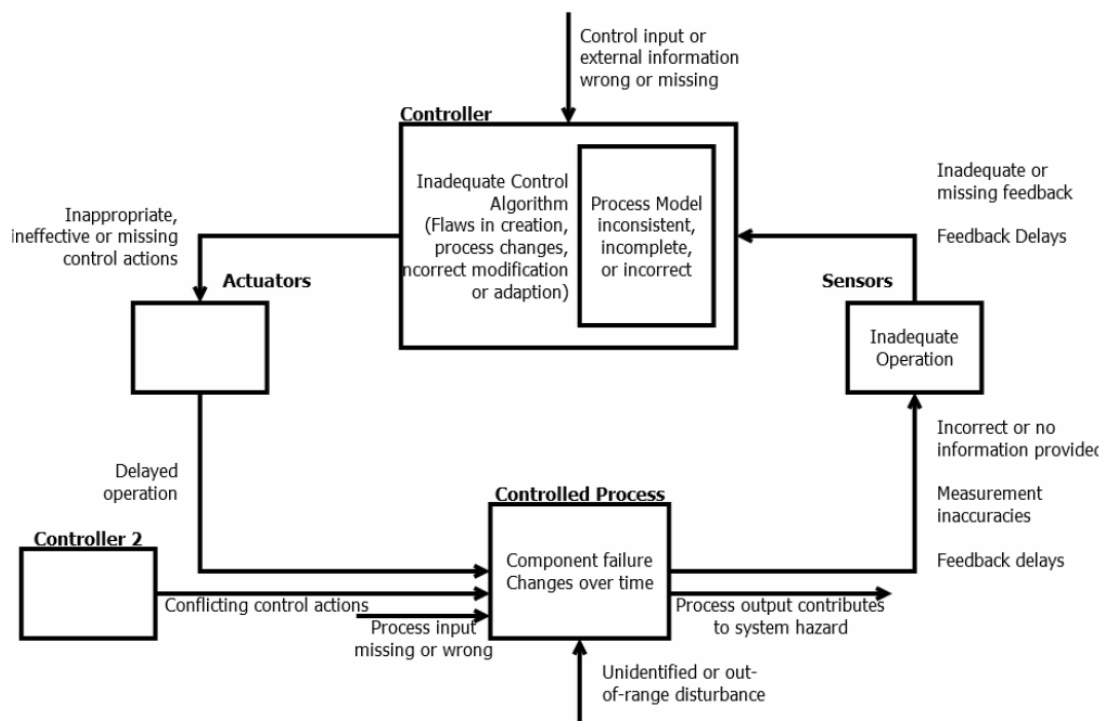 Control input or
external information
wrong or missing
Controller
Inadequate Control
Algorithm
(Flaws in creation,
process changes,
ncorrect modification
or adaption)
Process Model
inconsistent,
incomplete,
or incorrect
Inadequate or
missing feedback
Feedback Delays
Inappropriate,
ineffective or missing
control actions
Actuators
Sensors
Inadequate
Operation
Delayed
operation
Incorrect or no
information provided
Measurement
inaccuracies
Feedback delays
Controller 2
Controlled Process
Component failure
Changes over time
Conflicting control actions
Process input
missing or wrong
Process output contributes
to system hazard
Unidentified or out-
of-range disturbance